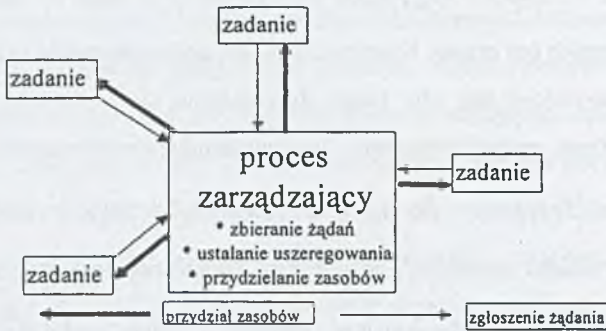 zadanie
zadanie
proces
zarządzający
* zbieranie żądań
* ustalanie uszeregowania
* przydzielanie zasobów
zadanie
zadanie
przydział zasobów
zgłoszenie żądania